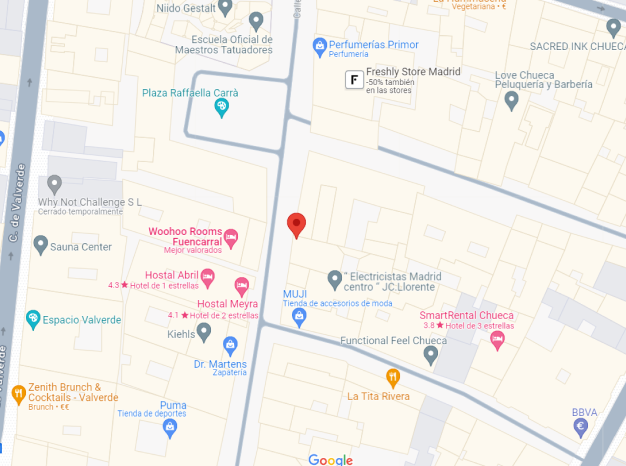 Niido Gestalt
Vegetariana • €
Escuela Oficial de
Maestros Tatuadores
Perfumerías Primor
Perfumería
SACRED INK CHUECA
F
Freshly Store Madrid
-50% también
en las stores
Love Chueca
Peluquería y Barbería
Plaza Raffaella Carrà
C. de Valverde
Why Not Challenge S L
Cerrado temporalmente
Woohoo Rooms
Fuencarral
Mejor valorados
Sauna Center
Hostal Abril
4.3 ★ Hotel de 1 estrellas
" Electricistas Madrid
centro " JC.Llorente
Hostal Meyra
4.1 ★ Hotel de 2 estrellas
MUJI
Tienda de accesorios de moda
SmartRental Chueca
3.8 ★ Hotel de 3 estrellas
Espacio Valverde
Kiehls
Functional Feel Chueca
Dr. Martens
Zapatería
Valverde
Zenith Brunch &
Cocktails - Valverde
Brunch • €€
La Tita Rivera
Puma
Tienda de deportes
BBVA
Google